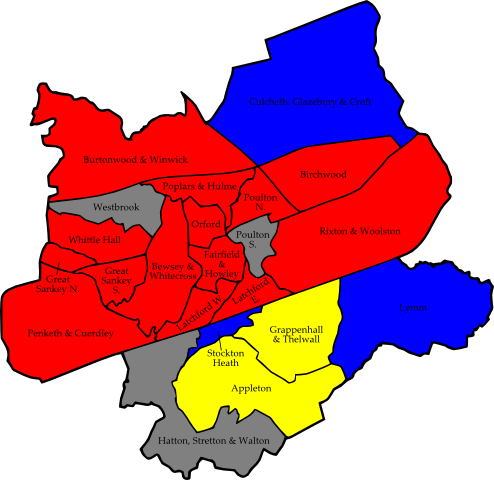 Culcheth, Glazebury & Croft
Burtonwood & Winwick
Birchwood
Poplars & Hulme
Poulton
N.
Westbrook
Orford
Rixton & Woolston
Whittle Hall
Poulton
S.
Fairfield
&
Howley
Bewsey &
Whitecross
Great
Sankey S.
Great
Sankey N.
Latchford W.
Latchford
E.
Lymm
Penketh & Cuerdley
Grappenhall
& Thelwall
Stockton
Heath
Appleton
Hatton, Stretton & Walton